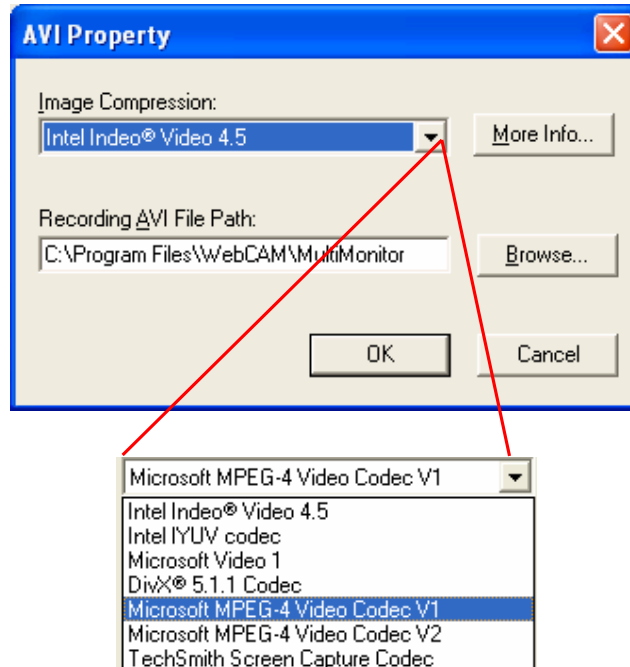 AVI Property
Image Compression:
Intel Indeo® Video 4.5
More Info...
Recording AVI File Path:
C:\Program Files\WebCAM\MultiMonitor
Browse...
OK
Cancel
Microsoft MPEG-4 Video Codec V1
Intel Indeo® Video 4.5
Intel IYUV codec
Microsoft Video 1
DivX® 5.1.1 Codec
Microsoft MPEG-4 Video Codec V1
Microsoft MPEG-4 Video Codec V2
TechSmith Screen Capture Codec